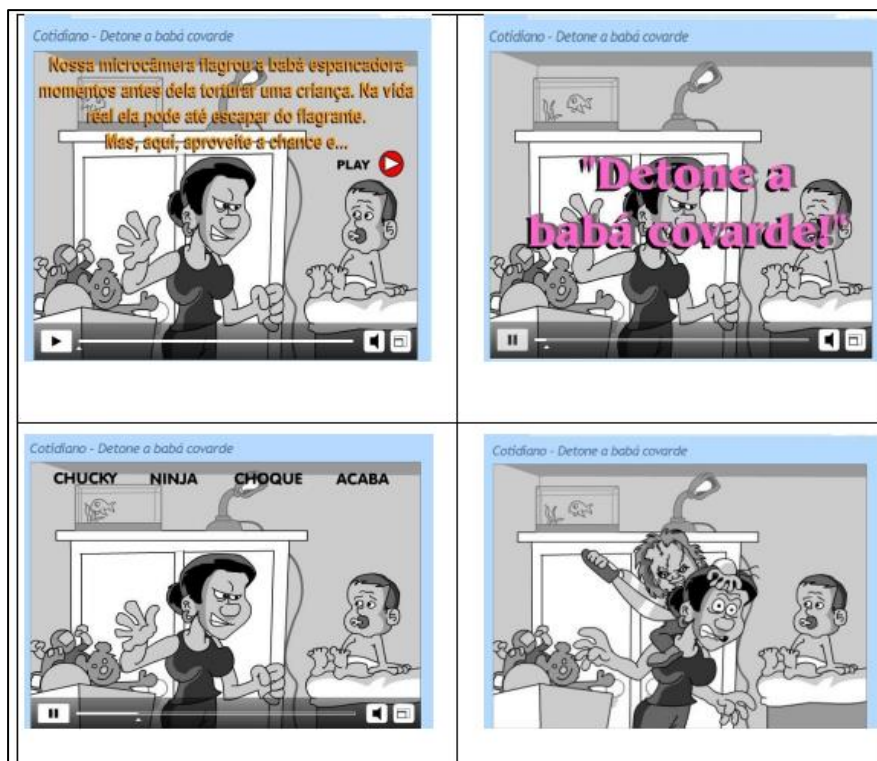 Cotidiano - Detone a babá covarde
Nossa microcâmera flagrou a babá espancadora
momentos antes dela torturar uma criança. Na vida
real ela pode até escapar do flagrante.
Mas, aqui, aproveite a chance e...
PLAY
Cotidiano - Detone a babá covarde
"Detone a
babá covarde!"
Cotidiano - Detone a babá covarde
CHUCKY NINJA CHOQUE ACABA
Cotidiano - Detone a babá covarde